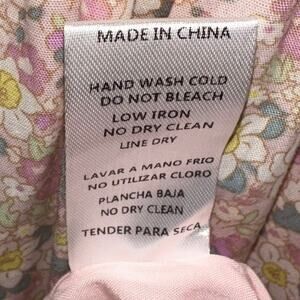 MADE IN CHINA
HAND WASH COLD
DO NOT BLEACH
LOW IRON
NO DRY CLEAN
LINE DRY
LAVAR A MANO FRIO
NO UTILIZAR CLORO
PLANCHA BAJA
NO DRY CLEAN
TENDER PARA SECA